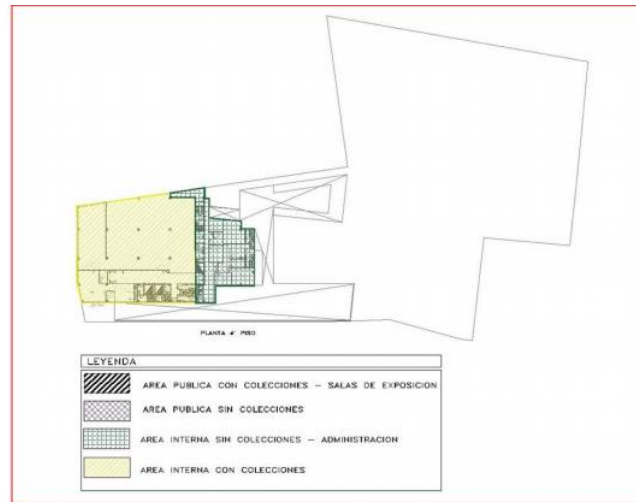 PLANTA 4° PISO
LEYENDA
AREA PUBLICA CON COLECCIONES – SALAS DE EXPOSICION
AREA PUBLICA SIN COLECCIONES
AREA INTERNA SIN COLECCIONES – ADMINISTRACION
AREA INTERNA CON COLECCIONES